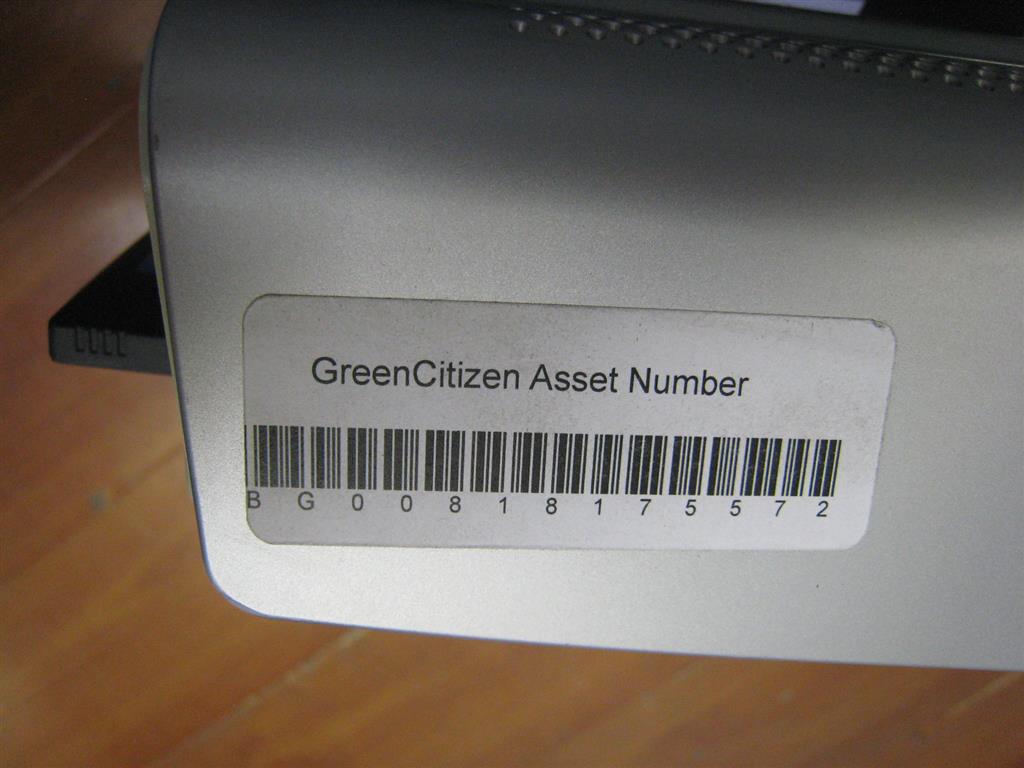 GreenCitizen Asset Number
B G 0 0 8 1 8 1 7 5 5 7 2